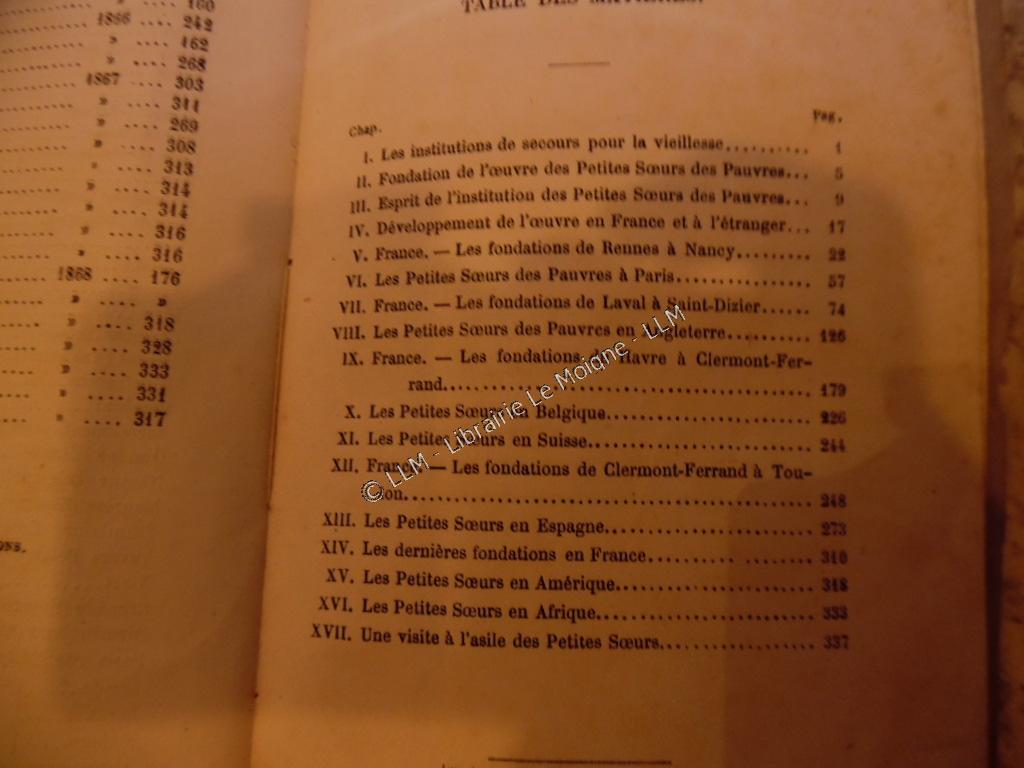 160
1866 .... 242
» .... 162
» .... 268
1867 .... 303
» .... 311
» .... 269
» .... 308
» .... 313
» .... 314
» .... 314
» .... 316
» .... 316
1868 .... 176
» .... »
» .... 318
» .... 328
» .... 333
» .... 331
» .... 317
ONS.
TABLE DES MATIÈRES.
Chap. Pag.
I. Les institutions de secours pour la vieillesse.......... 1
II. Fondation de l'œuvre des Petites Sœurs des Pauvres... 5
III. Esprit de l'institution des Petites Sœurs des Pauvres... 9
IV. Développement de l'œuvre en France et à l'étranger... 17
V. France. — Les fondations de Rennes à Nancy......... 22
VI. Les Petites Sœurs des Pauvres à Paris................ 57
VII. France. — Les fondations de Laval à Saint-Dizier...... 74
VIII. Les Petites Sœurs des Pauvres en Angleterre.......... 126
IX. France. — Les fondations du Havre à Clermont-Fer-
rand................................................ 179
X. Les Petites Sœurs en Belgique........................ 226
XI. Les Petites Sœurs en Suisse.......................... 244
XII. France. — Les fondations de Clermont-Ferrand à Tou-
lon................................................. 248
XIII. Les Petites Sœurs en Espagne........................ 273
XIV. Les dernières fondations en France.......... ......... 310
XV. Les Petites Sœurs en Amérique....................... 318
XVI. Les Petites Sœurs en Afrique......................... 333
XVII. Une visite à l'asile des Petites Sœurs.................. 337
© LLM - Librairie Le Moigne - LLM